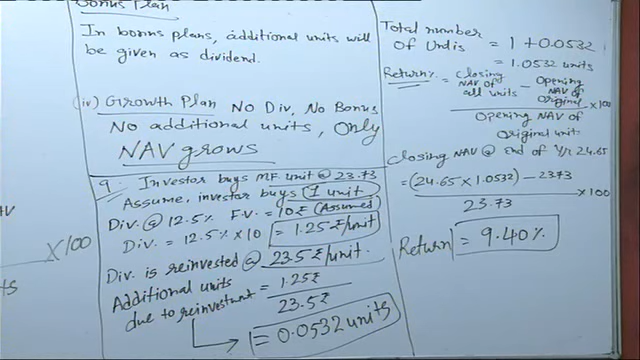 Bonus Plan
In bonus plans, additional units will
be given as dividend.
(iv) Growth Plan No Div, No Bonus
No additional units, Only
NAV grows
9. Investor buys MF unit @ 23.73
Assume, investor buys 1 unit
Div. @ 12.5% F.V. = 10₹ (Assumed)
Div. = 12.5% × 10 = 1.25₹/unit
Div. is reinvested @ 23.5₹/unit.
Additional units
due to reinvestment = 1.25₹
23.5₹
= 0.0532 units
×100
Total number
of Units = 1 + 0.0532
= 1.0532 units
Return% = Closing NAV of all units - Opening NAV of original ×100
Opening NAV of
original unit
Closing NAV @ end of Yr 24.65
= (24.65 × 1.0532) - 23.73 ×100
23.73
Return = 9.40%